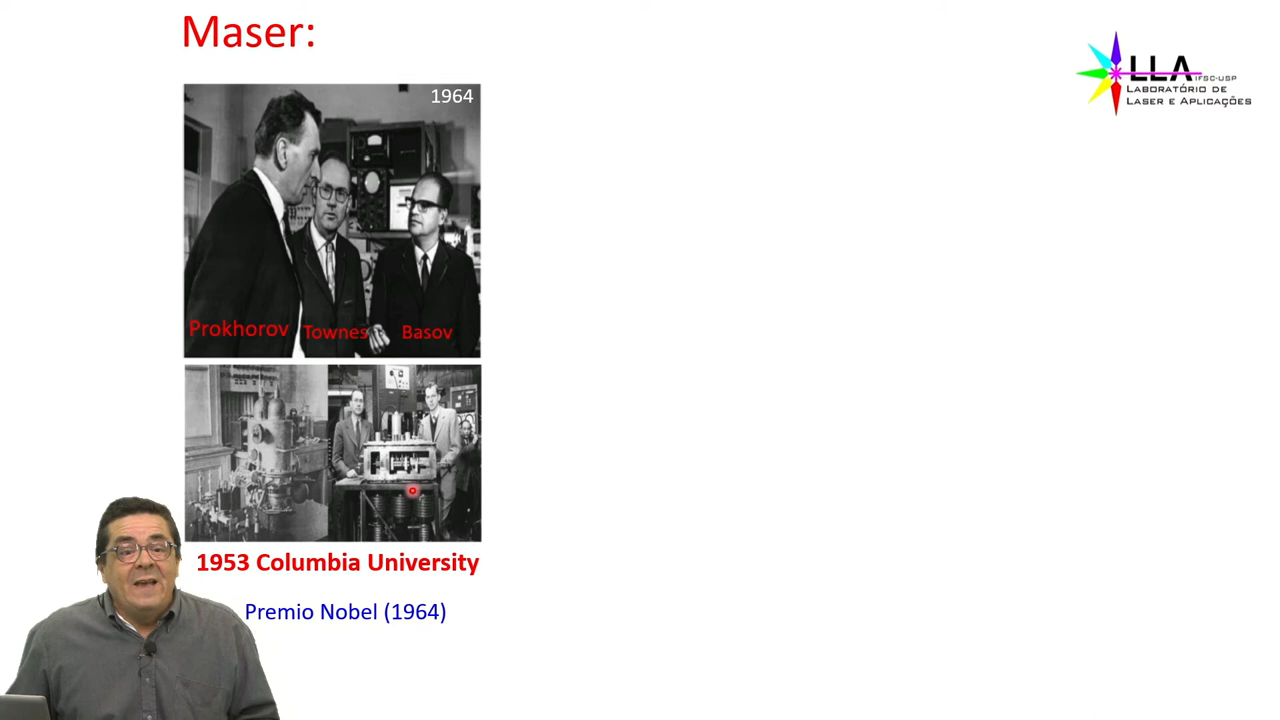 Maser:
1964
Prokhorov Townes Basov
1953 Columbia University
Premio Nobel (1964)
LLA IFSC-USP
LABORATÓRIO DE
LASER E APLICAÇÕES